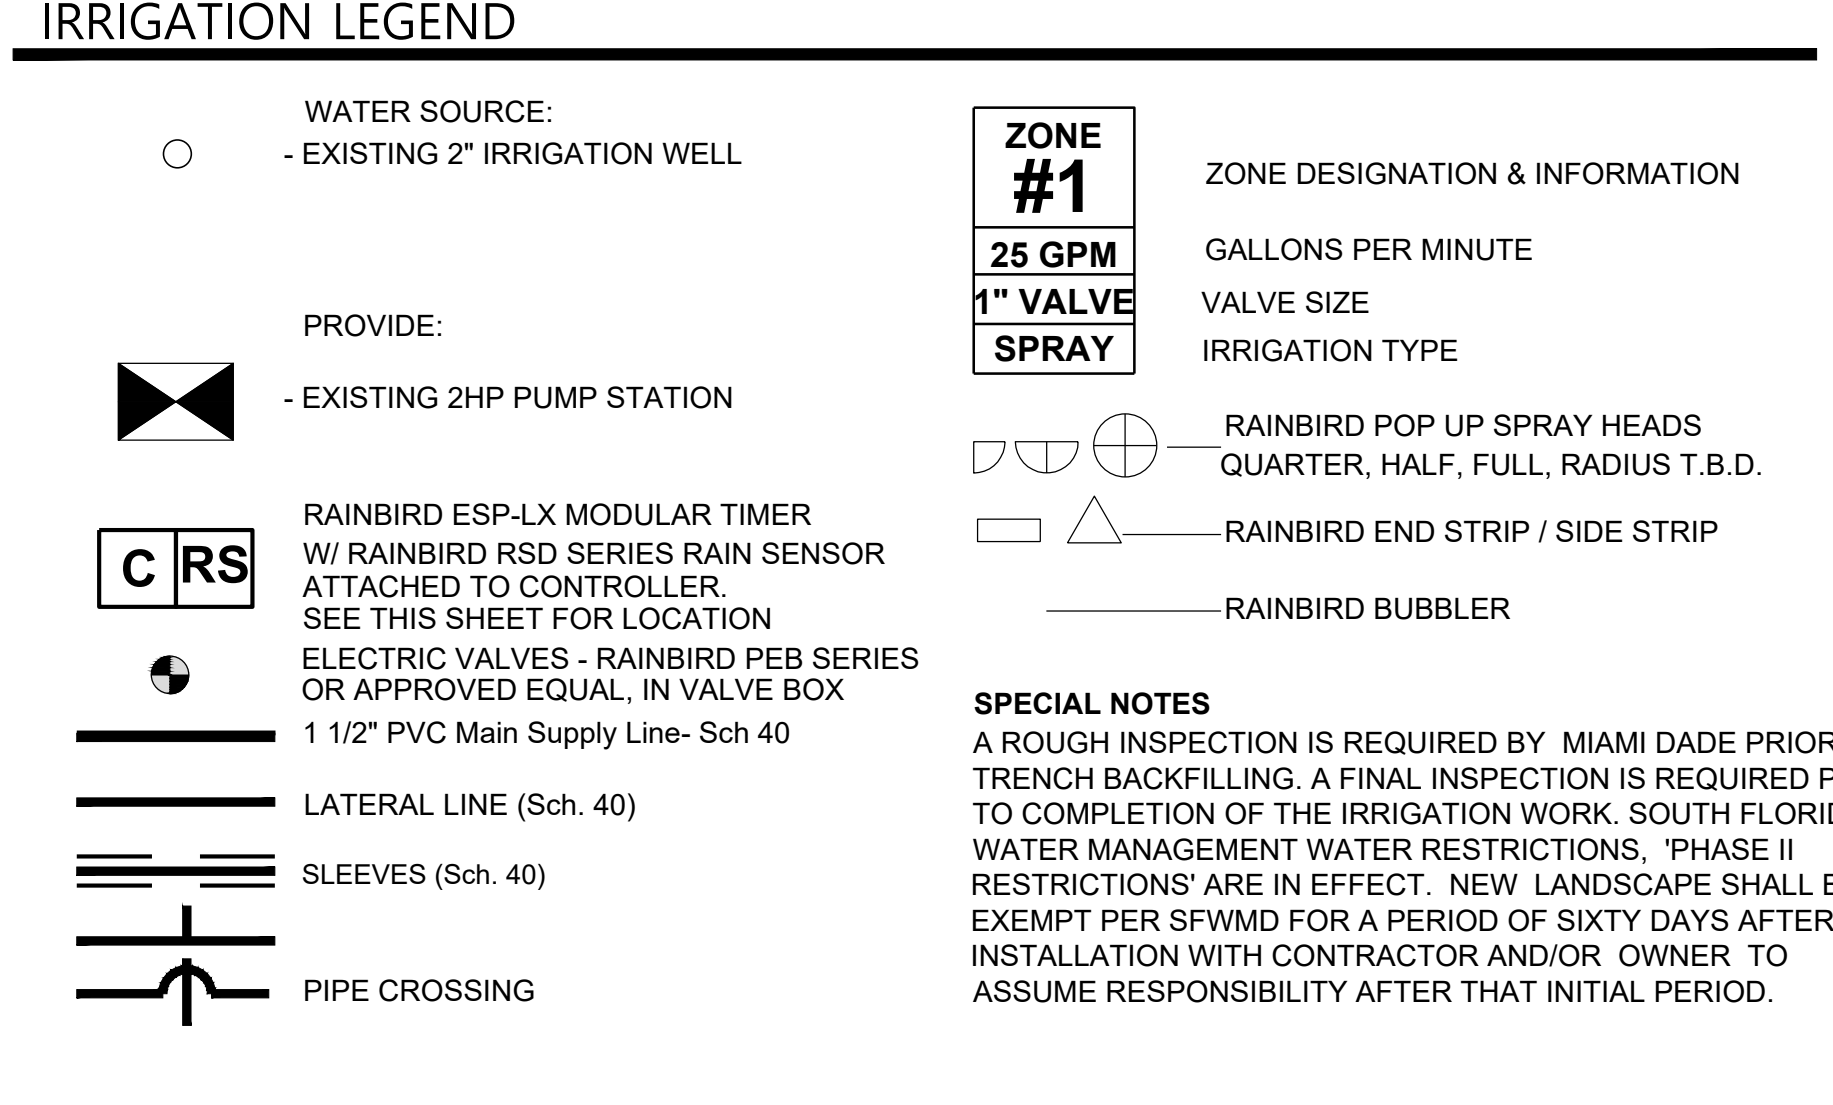 IRRIGATION LEGEND
WATER SOURCE:
- EXISTING 2" IRRIGATION WELL
PROVIDE:
- EXISTING 2HP PUMP STATION
C RS
RAINBIRD ESP-LX MODULAR TIMER
W/ RAINBIRD RSD SERIES RAIN SENSOR
ATTACHED TO CONTROLLER.
SEE THIS SHEET FOR LOCATION
ELECTRIC VALVES - RAINBIRD PEB SERIES
OR APPROVED EQUAL, IN VALVE BOX
1 1/2" PVC Main Supply Line- Sch 40
LATERAL LINE (Sch. 40)
SLEEVES (Sch. 40)
PIPE CROSSING
ZONE
#1
ZONE DESIGNATION & INFORMATION
25 GPM
GALLONS PER MINUTE
1" VALVE
VALVE SIZE
SPRAY
IRRIGATION TYPE
RAINBIRD POP UP SPRAY HEADS
QUARTER, HALF, FULL, RADIUS T.B.D.
RAINBIRD END STRIP / SIDE STRIP
RAINBIRD BUBBLER
SPECIAL NOTES
A ROUGH INSPECTION IS REQUIRED BY MIAMI DADE PRIOR
TRENCH BACKFILLING. A FINAL INSPECTION IS REQUIRED
TO COMPLETION OF THE IRRIGATION WORK. SOUTH
WATER MANAGEMENT WATER RESTRICTIONS, 'PHASE II
RESTRICTIONS' ARE IN EFFECT. NEW LANDSCAPE SHALL
EXEMPT PER SFWMD FOR A PERIOD OF SIXTY DAYS AFTER
INSTALLATION WITH CONTRACTOR AND/OR OWNER TO
ASSUME RESPONSIBILITY AFTER THAT INITIAL PERIOD.